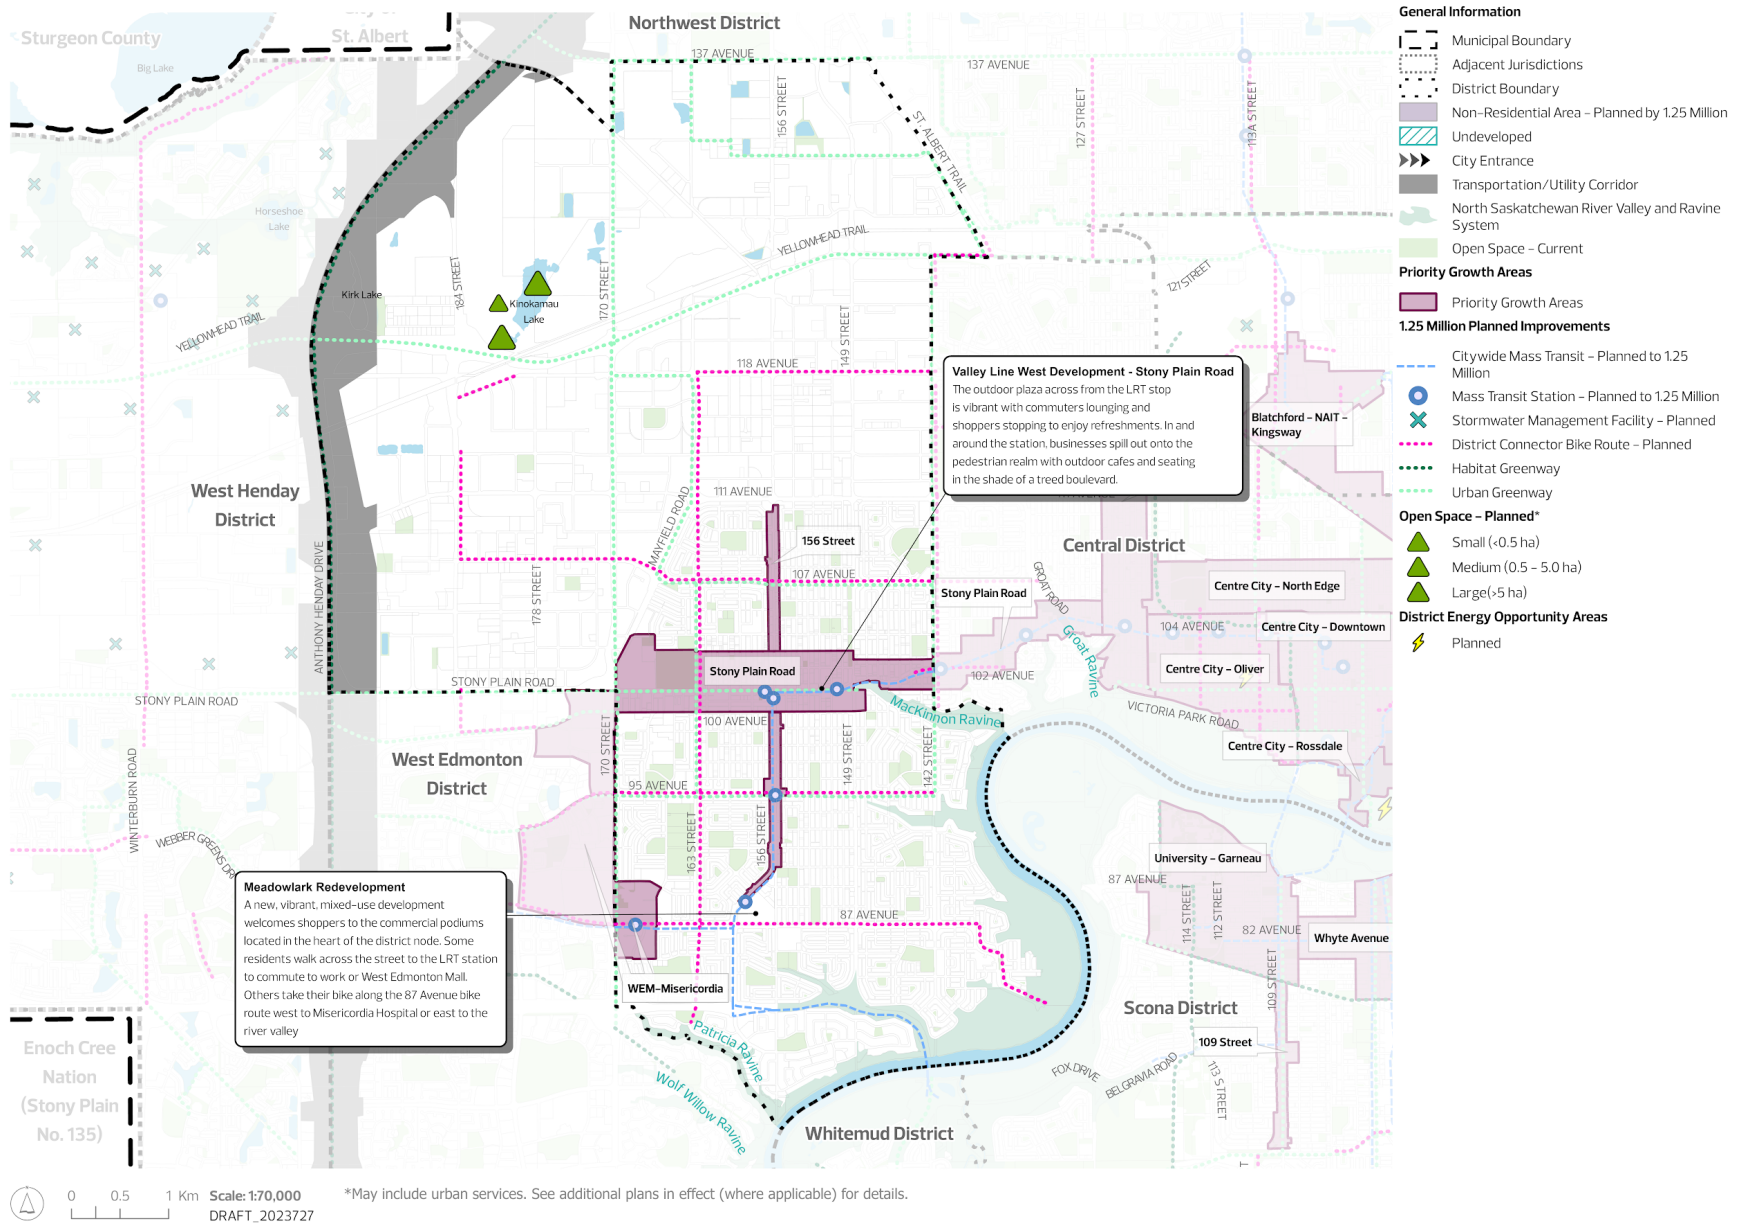 Northwest District
Sturgeon County
St. Albert
Big Lake
137 AVENUE
137 AVENUE
156 STREET
127 STREET
113A STREET
ST. ALBERT TRAIL
Horseshoe
Lake
YELLOWHEAD TRAIL
184 STREET
170 STREET
121 STREET
Kirk Lake
Kinokamau
Lake
YELLOWHEAD TRAIL
149 STREET
118 AVENUE
Valley Line West Development - Stony Plain Road
The outdoor plaza across from the LRT stop
is vibrant with commuters lounging and
shoppers stopping to enjoy refreshments. In and
around the station, businesses spill out onto the
pedestrian realm with outdoor cafes and seating
in the shade of a treed boulevard.
Blatchford – NAIT –
Kingsway
West Henday
District
111 AVENUE
MAYFIELD ROAD
156 Street
Central District
107 AVENUE
178 STREET
ANTHONY HENDAY DRIVE
GROAT ROAD
Stony Plain Road
Centre City – North Edge
104 AVENUE
Centre City – Downtown
Groat Ravine
Stony Plain Road
Centre City – Oliver
102 AVENUE
STONY PLAIN ROAD
STONY PLAIN ROAD
MacKinnon Ravine
VICTORIA PARK ROAD
100 AVENUE
170 STREET
149 STREET
142 STREET
Centre City – Rossdale
West Edmonton
District
95 AVENUE
WINTERBURN ROAD
WEBBER GREENS DRI
163 STREET
156 STREET
University – Garneau
87 AVENUE
114 STREET
112 STREET
Meadowlark Redevelopment
A new, vibrant, mixed-use development
welcomes shoppers to the commercial podiums
located in the heart of the district node. Some
residents walk across the street to the LRT station
to commute to work or West Edmonton Mall.
Others take their bike along the 87 Avenue bike
route west to Misericordia Hospital or east to the
river valley
87 AVENUE
82 AVENUE
Whyte Avenue
WEM-Misericordia
109 STREET
Scona District
109 Street
Patricia Ravine
Wolf Willow Ravine
FOX DRIVE
BELGRAVIA ROAD
113 STREET
Enoch Cree
Nation
(Stony Plain
No. 135)
Whitemud District
0 0.5 1 Km
Scale: 1:70,000
DRAFT_2023727
*May include urban services. See additional plans in effect (where applicable) for details.
General Information
Municipal Boundary
Adjacent Jurisdictions
District Boundary
Non-Residential Area – Planned by 1.25 Million
Undeveloped
City Entrance
Transportation/Utility Corridor
North Saskatchewan River Valley and Ravine
System
Open Space – Current
Priority Growth Areas
Priority Growth Areas
1.25 Million Planned Improvements
Citywide Mass Transit – Planned to 1.25
Million
Mass Transit Station – Planned to 1.25 Million
Stormwater Management Facility – Planned
District Connector Bike Route – Planned
Habitat Greenway
Urban Greenway
Open Space – Planned*
Small (<0.5 ha)
Medium (0.5 – 5.0 ha)
Large(>5 ha)
District Energy Opportunity Areas
Planned